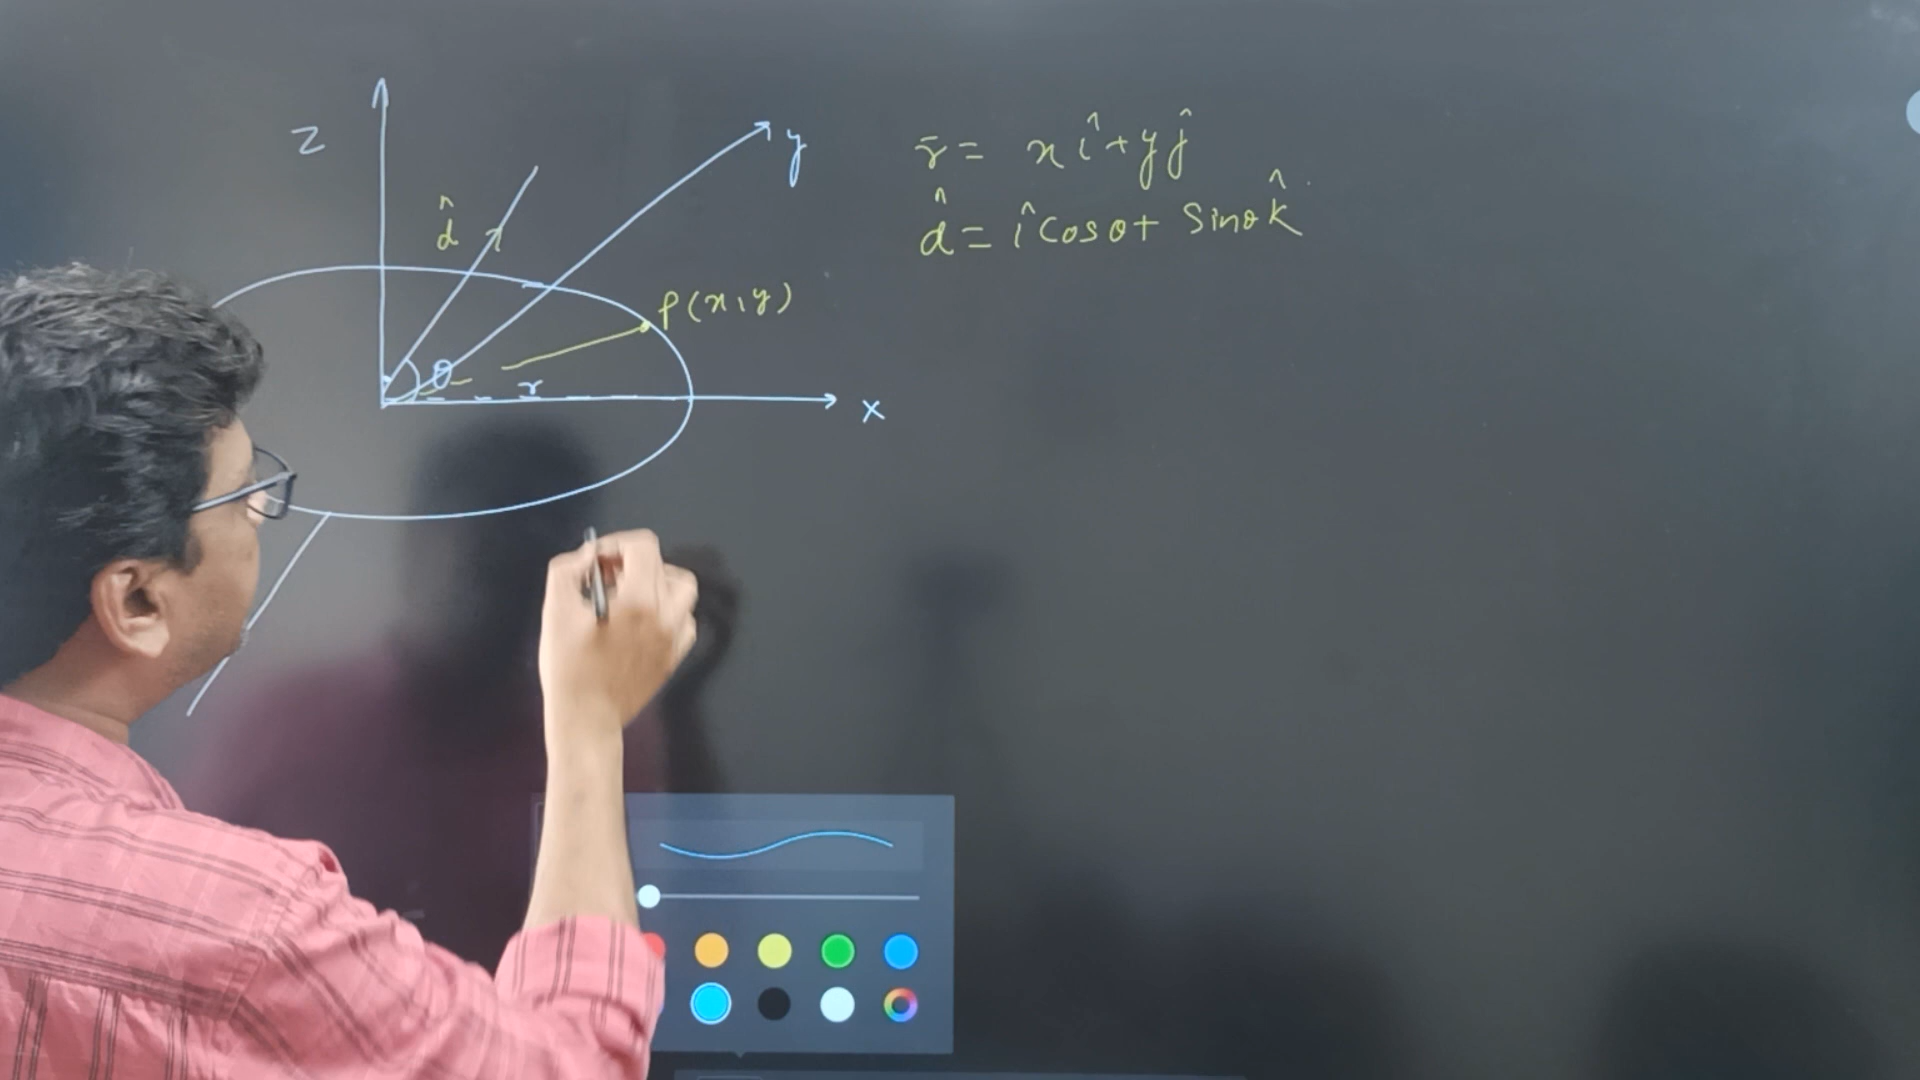 z
y
r̄ = xî + yĵ
d̂
d̂ = î cosθ + sinθ k̂
P(x,y)
θ
r
x